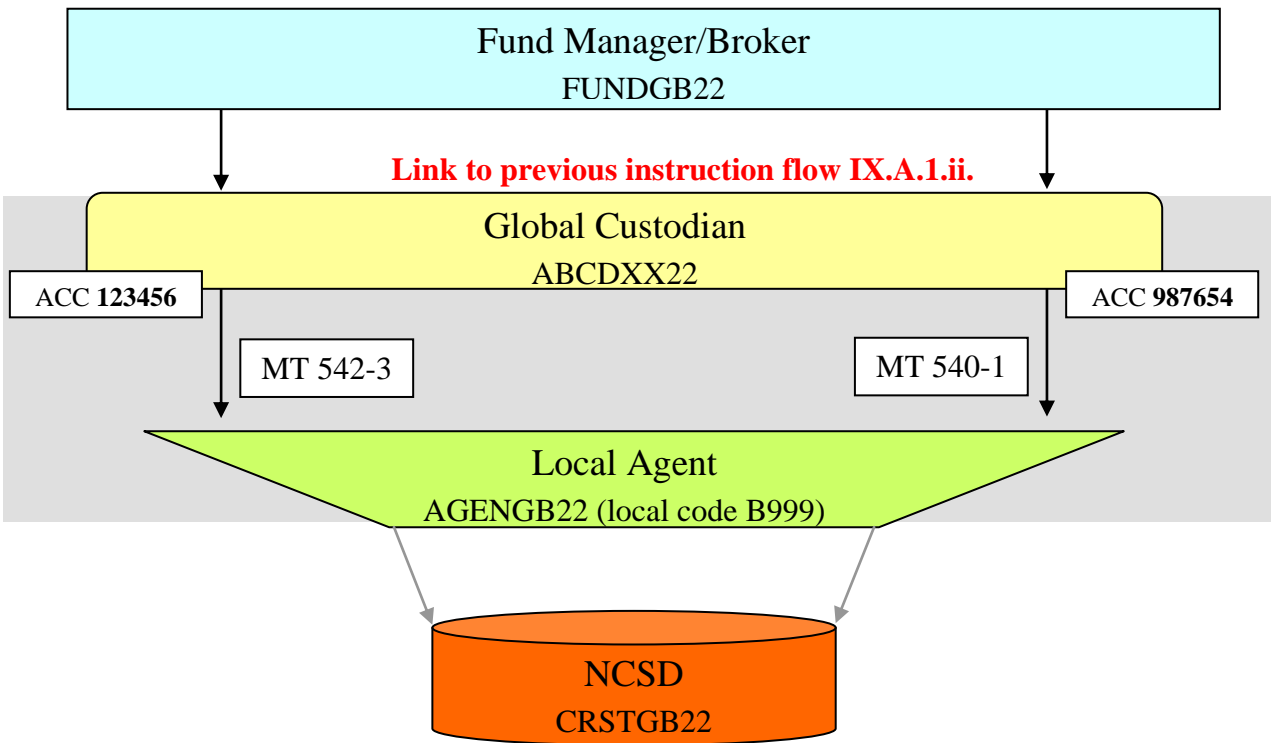 Fund Manager/Broker
FUNDGB22
Link to previous instruction flow IX.A.1.ii.
Global Custodian
ABCDXX22
ACC 123456
ACC 987654
MT 542-3
MT 540-1
Local Agent
AGENGB22 (local code B999)
NCSD
CRSTGB22